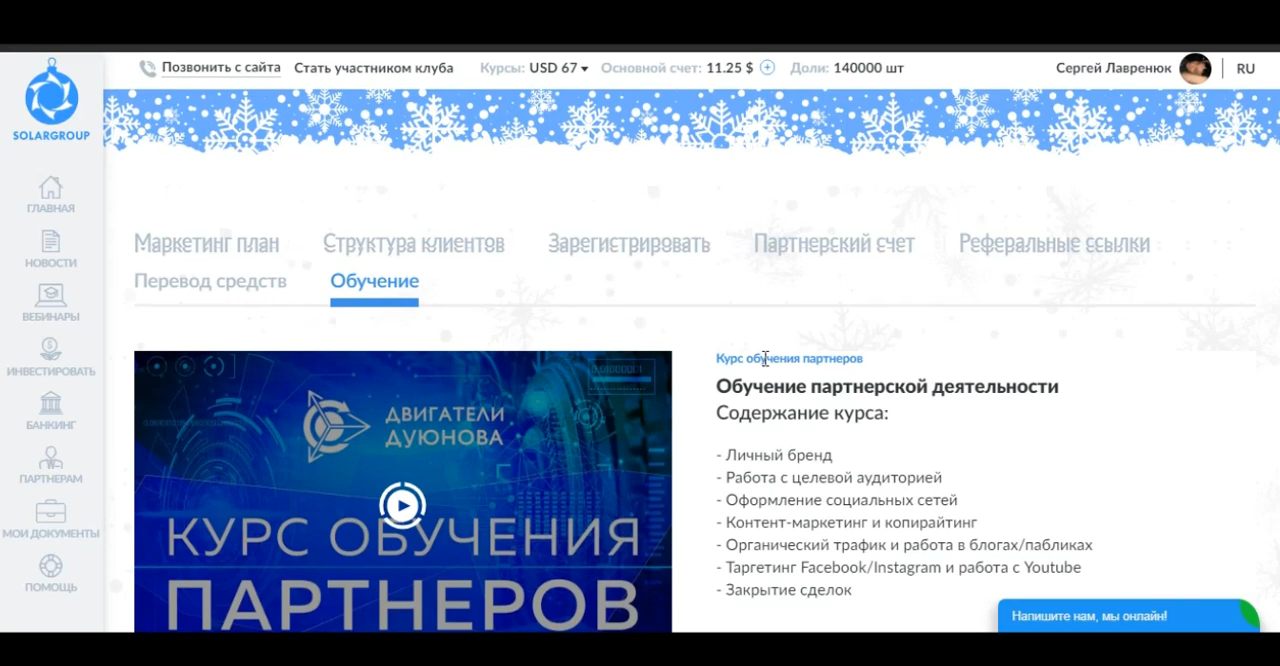 Позвонить с сайта Стать участником клуба Курсы: USD 67 Основной счет: 11.25 $ Доли: 140000 шт Сергей Лавренюк RU
SOLARGROUP
ГЛАВНАЯ
НОВОСТИ
ВЕБИНАРЫ
ИНВЕСТИРОВАТЬ
БАНКИНГ
ПАРТНЕРАМ
МОИ ДОКУМЕНТЫ
ПОМОЩЬ
Маркетинг план Структура клиентов Зарегистрировать Партнерский счет Реферальные ссылки
Перевод средств Обучение
ДВИГАТЕЛИ
ДУЮНОВА
КУРС ОБУЧЕНИЯ
ПАРТНЕРОВ
Курс обучения партнеров
Обучение партнерской деятельности
Содержание курса:
- Личный бренд
- Работа с целевой аудиторией
- Оформление социальных сетей
- Контент-маркетинг и копирайтинг
- Органический трафик и работа в блогах/пабликах
- Таргетинг Facebook/Instagram и работа с Youtube
- Закрытие сделок
Напишите нам, мы онлайн!